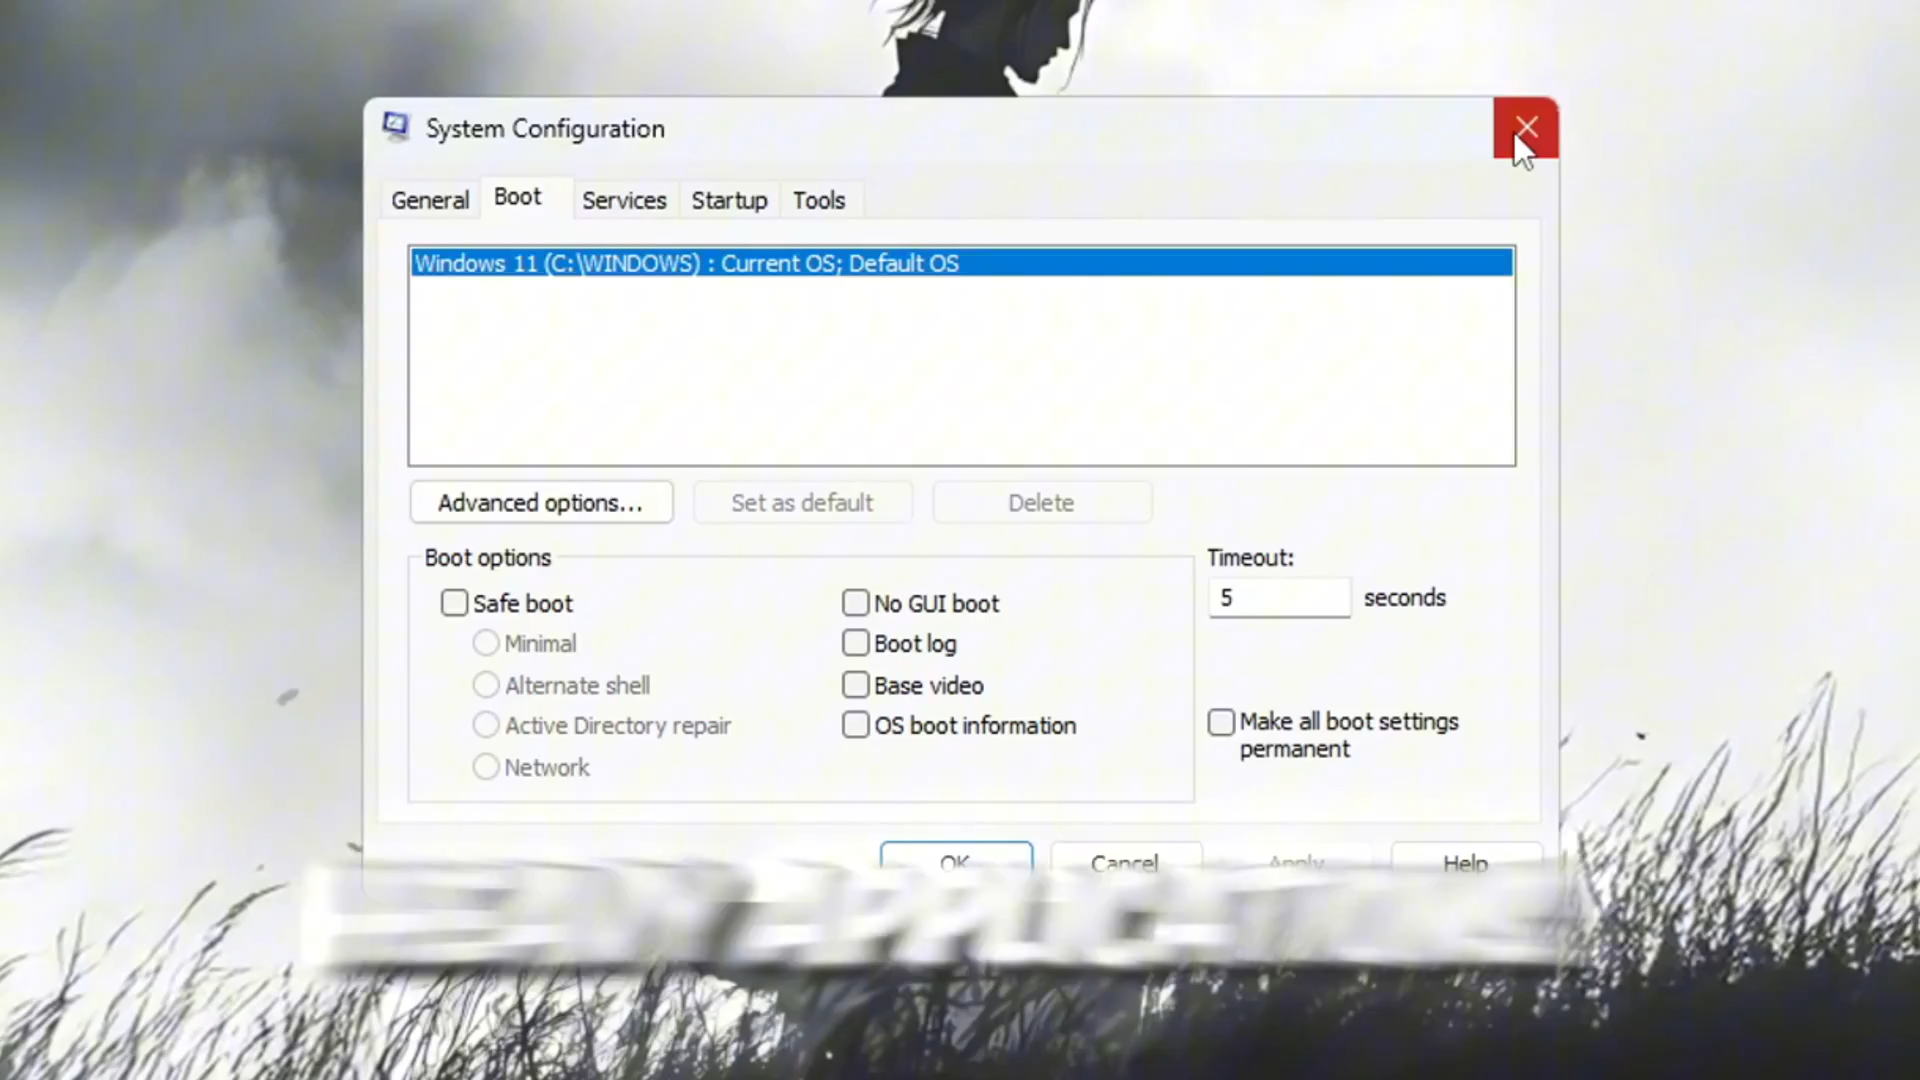 System Configuration
General Boot Services Startup Tools
Windows 11 (C:\WINDOWS) : Current OS; Default OS
Advanced options... Set as default Delete
Boot options
Timeout:
Safe boot No GUI boot 5 seconds
Minimal Boot log
Alternate shell Base video
Active Directory repair OS boot information Make all boot settings
permanent
Network
OK Cancel Apply Help